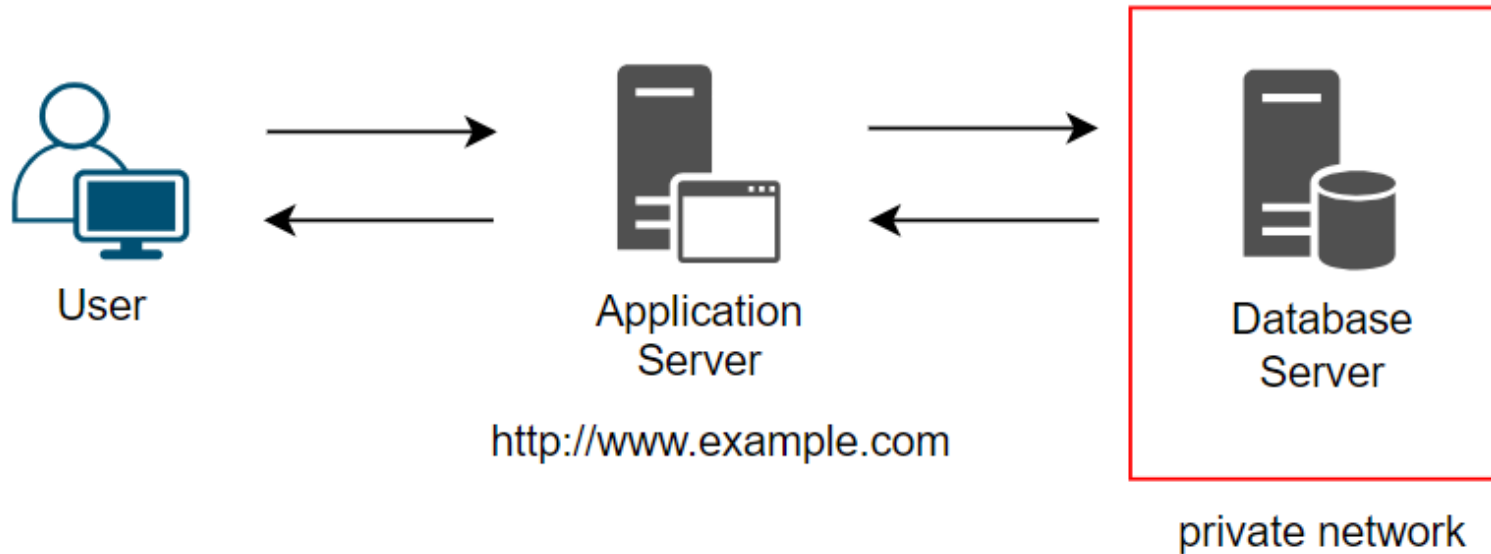 User
Application
Server
http://www.example.com
Database
Server
private network